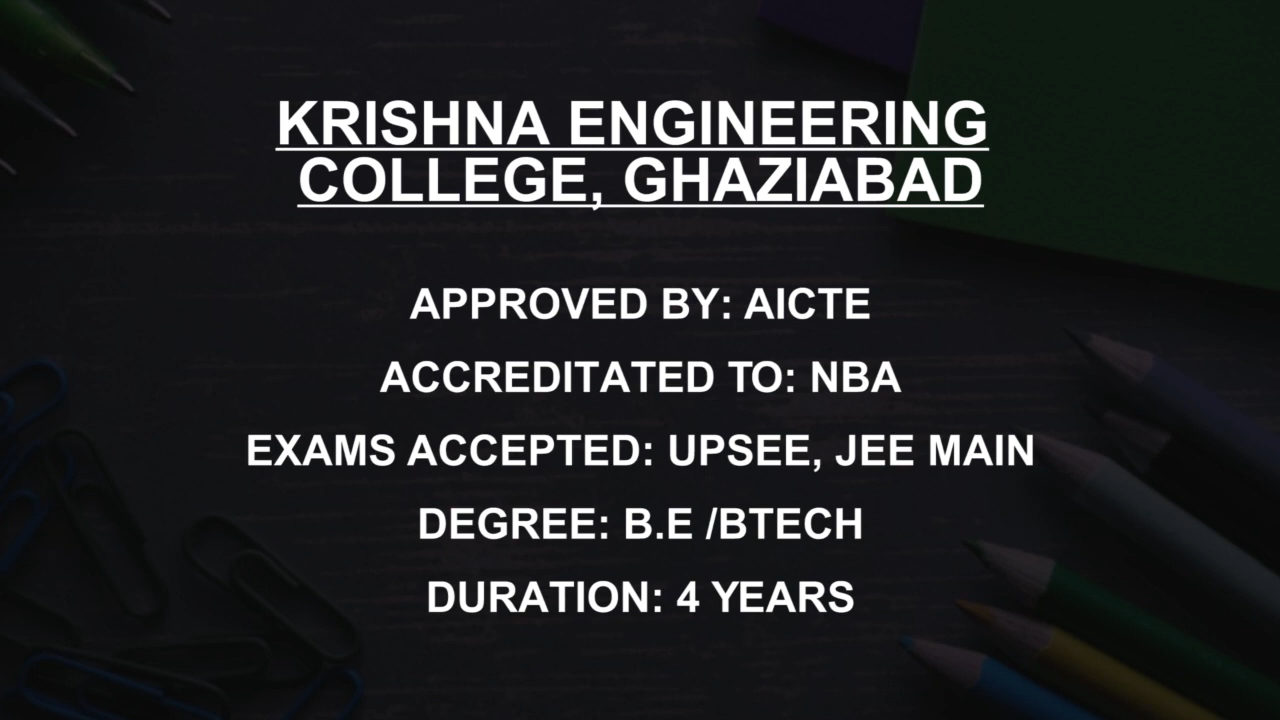 KRISHNA ENGINEERING
COLLEGE, GHAZIABAD
APPROVED BY: AICTE
ACCREDITATED TO: NBA
EXAMS ACCEPTED: UPSEE, JEE MAIN
DEGREE: B.E /BTECH
DURATION: 4 YEARS